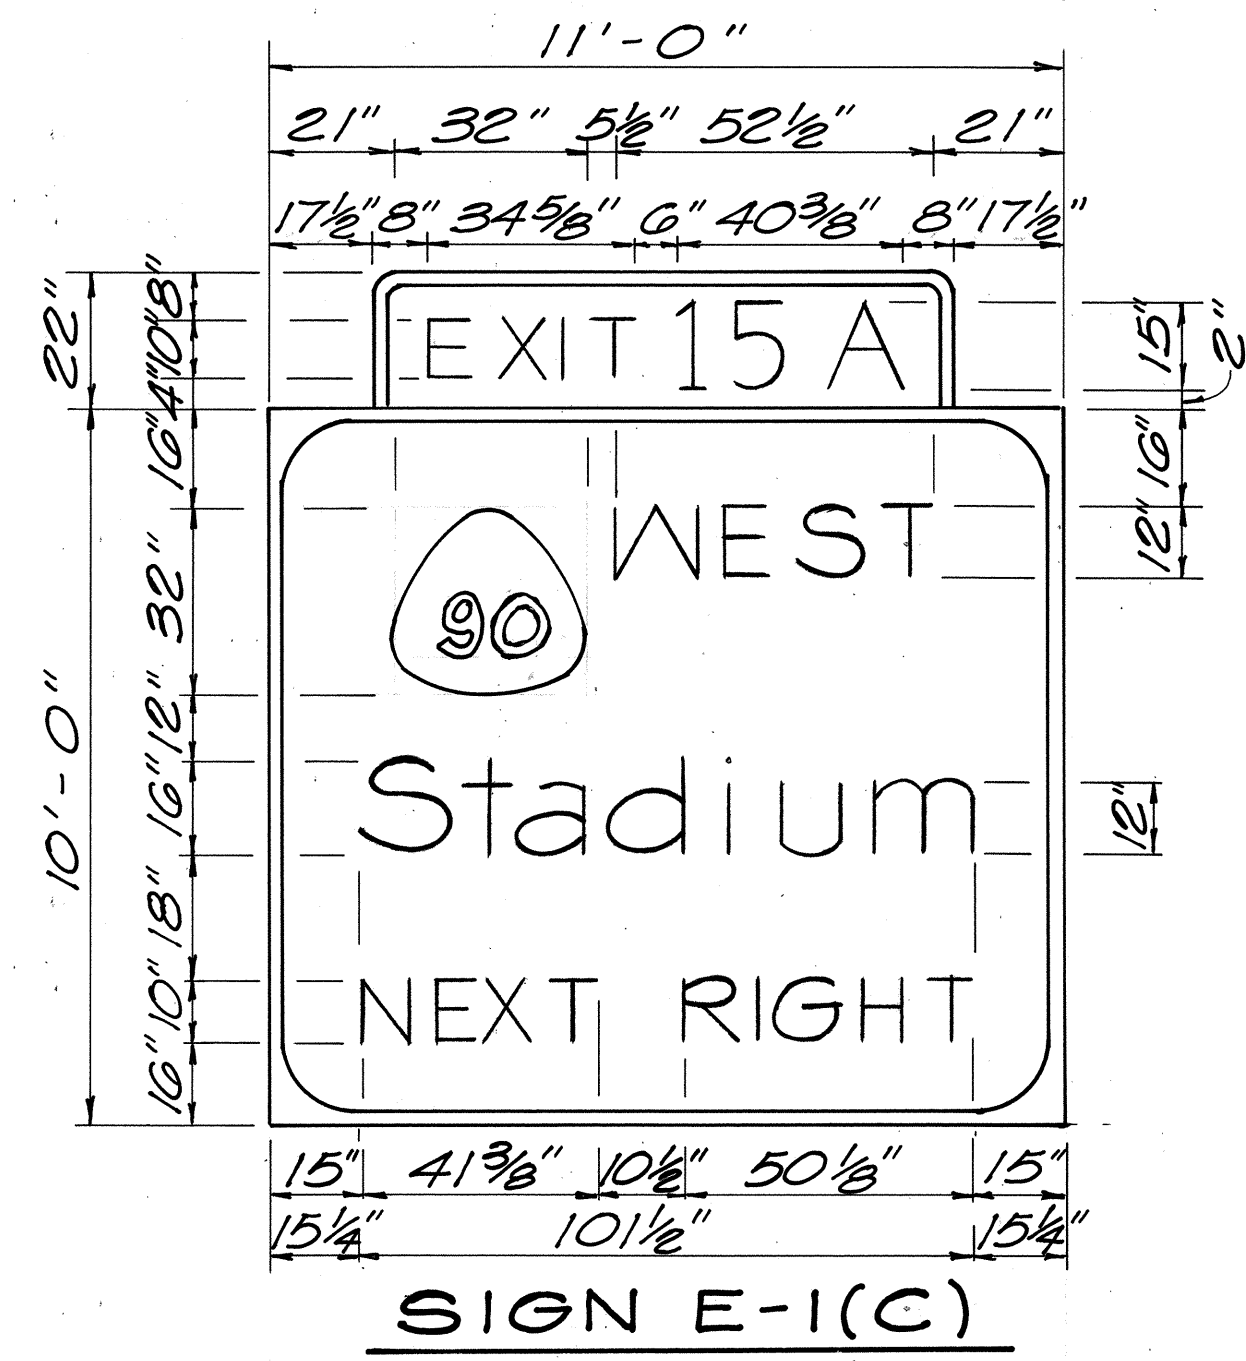 11'-0"
21" 32" 5½" 52½" 21"
17½" 8" 34⅝" 6" 40⅜" 8" 17½"
22"
8"
10"
4"
EXIT 15 A
15"
2"
10'-0"
16"
32"
12"
16"
18"
10"
16"
16"
12"
WEST
90
Stadium
12"
NEXT RIGHT
15" 41⅜" 10½" 50⅛" 15"
15¼" 101½" 15¼"
SIGN E-1(C)